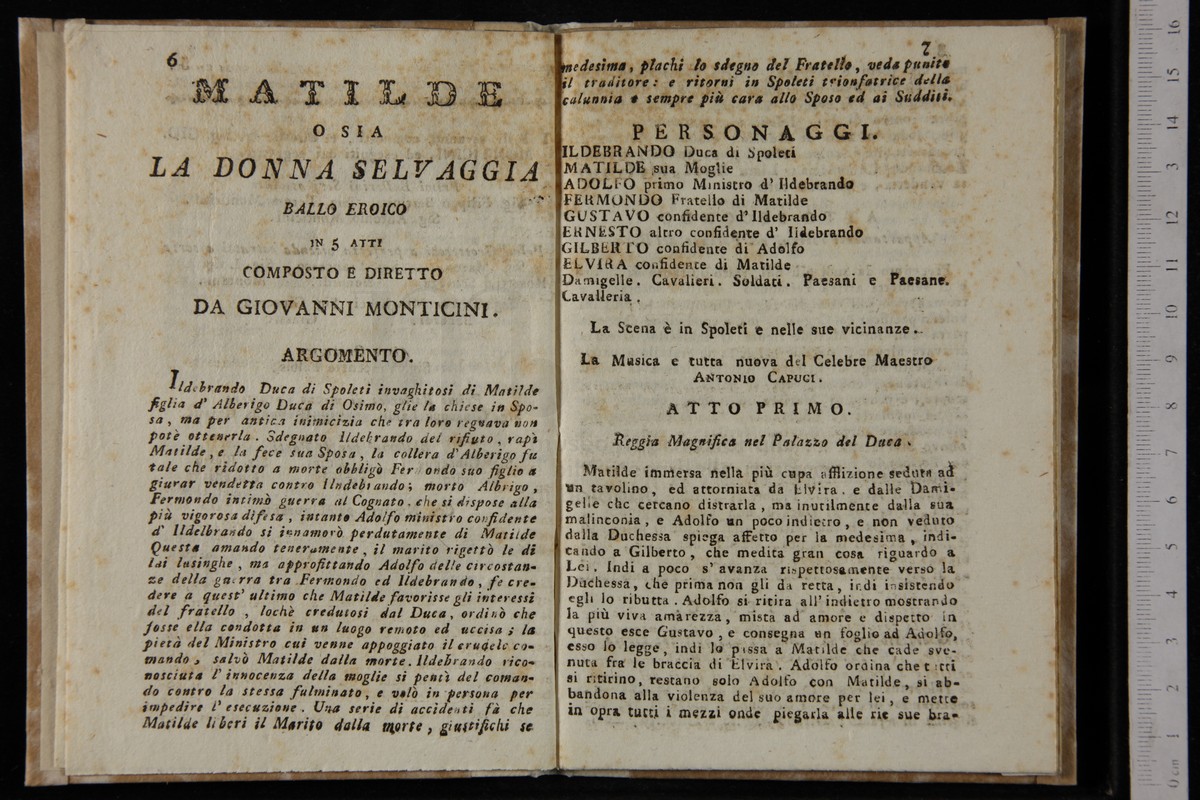 6
MATILDE
O SIA
LA DONNA SELVAGGIA
BALLO EROICO
IN 5 ATTI
COMPOSTO E DIRETTO
DA GIOVANNI MONTICINI.
ARGOMENTO.
Ildebrando Duca di Spoleti invaghitosi di Matilde
figlia d' Alberigo Duca di Osimo, glie la chiese in Spo-
sa, ma per antica inimicizia che tra loro regnava non
potè ottenerla. Sdegnato Ildebrando del rifiuto, rapì
Matilde, e la fece sua Sposa, la collera d'Alberigo fu
tale che ridotto a morte obbligò Fer ondo suo figlio a
giurar vendetta contro Ilndebrando; morto Albrigo,
Fermondo intimò guerra al Cognato. che si dispose alla
più vigorosa difesa, intanto Adolfo ministro confidente
d' Ildelbrando si innamorò perdutamente di Matilde
Questa amando teneramente, il marito rigettò le di
lui lusinghe, ma approfittando Adolfo delle circostan-
ze della guerra tra Fermondo ed Ildebrando, fe cre-
dere a quest' ultimo che Matilde favorisse gli interessi
del fratello, lochè credutosi dal Duca, ordinò che
fosse ella condotta in un luogo remoto ed uccisa; la
pietà del Ministro cui venne appoggiato il crudele co-
mando, salvò Matilde dalla morte. Ildebrando rico-
nosciuta l' innocenza della moglie si pentì del coman-
do contro la stessa fulminato, e volò in persona per
impedire l' esecuzione. Una serie di accidenti fà che
Matilde liberi il Marito dalla morte, giustifichi se
7
medesima, plachi lo sdegno del Fratello, veda punito
il traditore: e ritorni in Spoleti trionfatrice della
calunnia e sempre più cara allo Sposo ed ai Sudditi.
PERSONAGGI.
ILDEBRANDO Duca di Spoleti
MATILDE sua Moglie
ADOLFO primo Ministro d' Ildebrando
FERMONDO Fratello di Matilde
GUSTAVO confidente d' Ildebrando
ERNESTO altro confidente d' Ildebrando
GILBERTO confidente di Adolfo
ELVIRA confidente di Matilde
Damigelle. Cavalieri. Soldati. Paesani e Paesane.
Cavalleria.
La Scena è in Spoleti e nelle sue vicinanze.
La Musica e tutta nuova del Celebre Maestro
ANTONIO CAPUCI.
ATTO PRIMO.
Reggia Magnifica nel Palazzo del Duca.
Matilde immersa nella più cupa afflizione seduta ad
un tavolino, ed attorniata da Elvira. e dalle Dami-
gelle che cercano distrarla, ma inutilmente dalla sua
malinconia, e Adolfo un poco indietro, e non veduto
dalla Duchessa spiega affetto per la medesima, indi-
cando a Gilberto, che medita gran cosa riguardo a
Lei. Indi a poco s' avanza rispettosamente verso la
Duchessa, che prima non gli da retta, indi insistendo
egli lo ributta. Adolfo si ritira all' indietro mostrando
la più viva amarezza, mista ad amore e dispetto in
questo esce Gustavo, e consegna un foglio ad Adolfo,
esso lo legge, indi lo passa a Matilde che cade sve-
nuta fra le braccia di Elvira. Adolfo ordina che tutti
si ritirino, restano solo Adolfo con Matilde, si ab-
bandona alla violenza del suo amore per lei, e mette
in opra tutti i mezzi onde piegarla alle rie sue bra-
16
15
14
13
12
11
10
9
8
7
6
5
4
3
2
1
0 cm